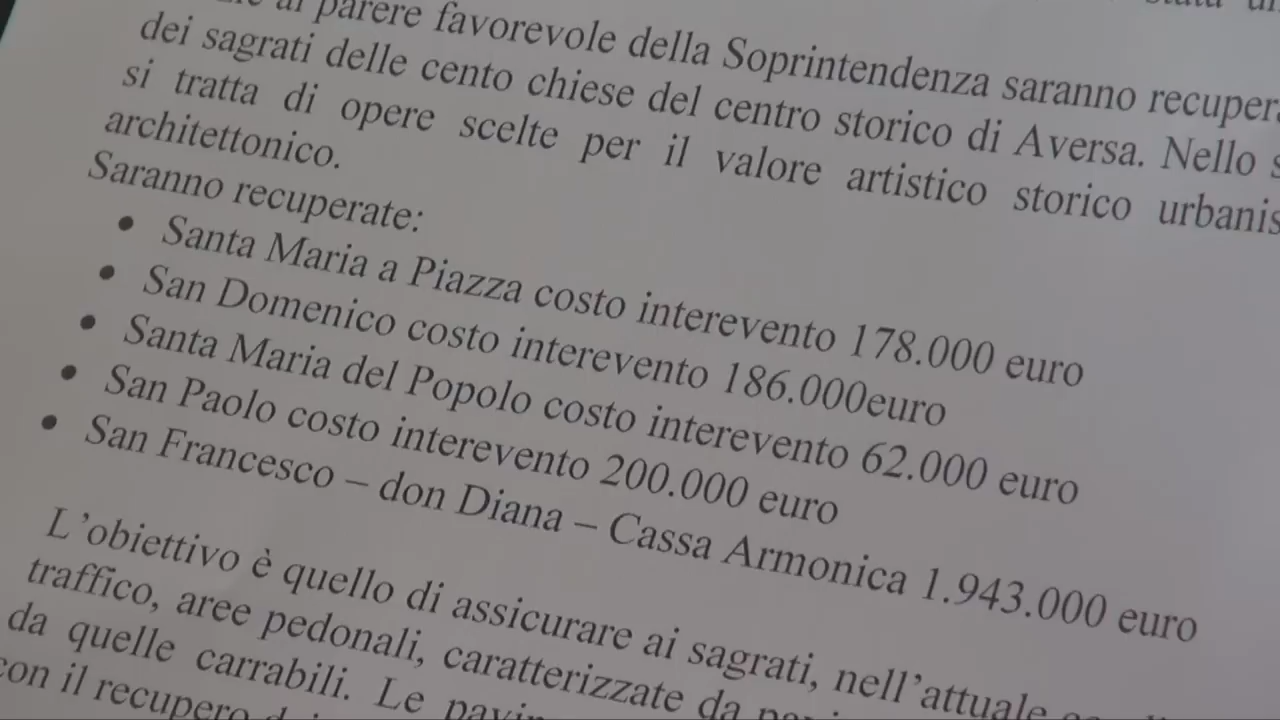 al parere favorevole della Soprintendenza saranno recupera
dei sagrati delle cento chiese del centro storico di Aversa. Nello s
si tratta di opere scelte per il valore artistico storico urbanis
architettonico.
Saranno recuperate:
• Santa Maria a Piazza costo interevento 178.000 euro
• San Domenico costo interevento 186.000euro
• Santa Maria del Popolo costo interevento 62.000 euro
• San Paolo costo interevento 200.000 euro
• San Francesco – don Diana – Cassa Armonica 1.943.000 euro
L'obiettivo è quello di assicurare ai sagrati, nell'attuale
traffico, aree pedonali, caratterizzate da
da quelle carrabili. Le
con il recupero